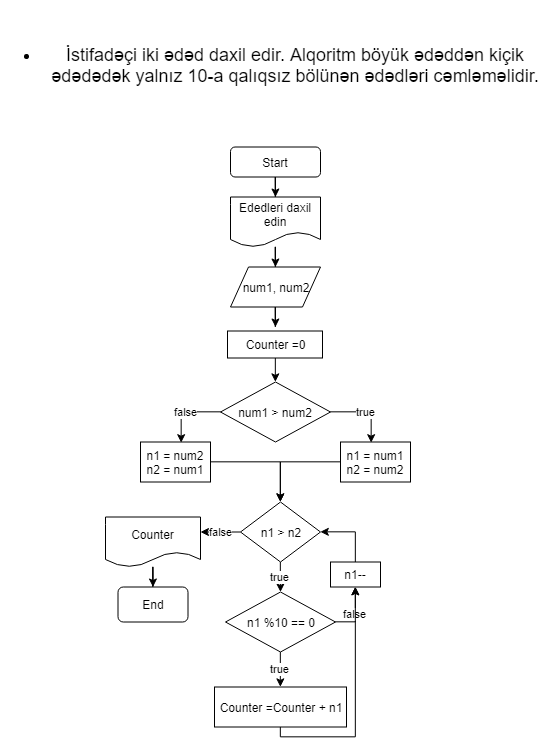 İstifadəçi iki ədəd daxil edir. Alqoritm böyük ədəddən kiçik
ədədədək yalnız 10-a qalıqsız bölünən ədədləri cəmləməlidir.
Start
Ededleri daxil
edin
num1, num2
Counter =0
num1 > num2
false
true
n1 = num2
n2 = num1
n1 = num1
n2 = num2
n1 > n2
false
Counter
End
true
n1--
n1 %10 == 0
false
true
Counter =Counter + n1